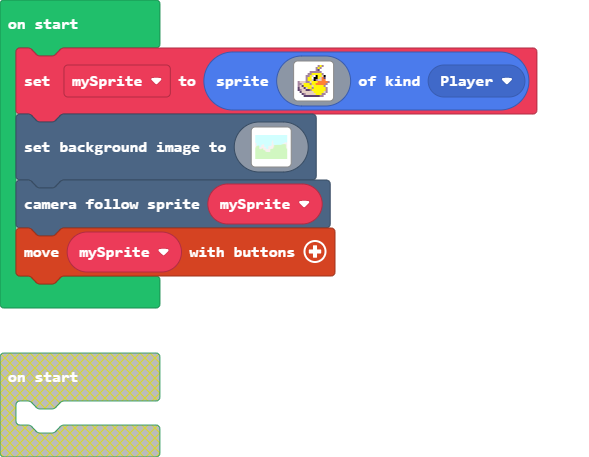 on start
set mySprite to sprite of kind Player
set background image to
camera follow sprite mySprite
move mySprite with buttons
on start